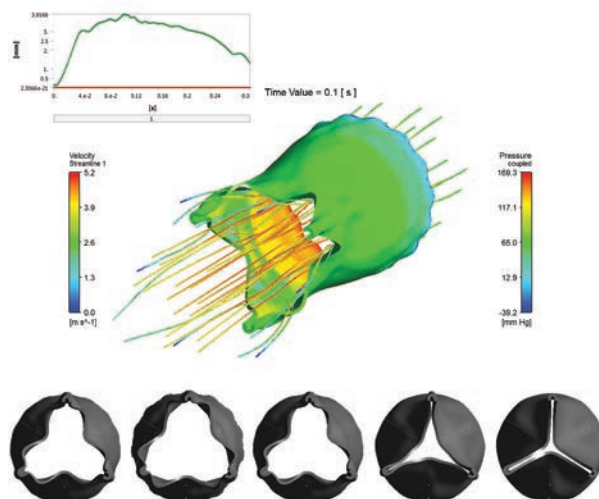 3.8166
3.
2.
1.
0.5
2.3066e-21
[mm]
0. 4.e-2 8.e-2 0.12 0.16 0.2 0.24 0.3
[s]
1
Time Value = 0.1 [ s ]
Velocity
Streamline 1
5.2
3.9
2.6
1.3
0.0
[m s^-1]
Pressure
coupled
169.3
117.1
65.0
12.9
-39.2
[mm Hg]